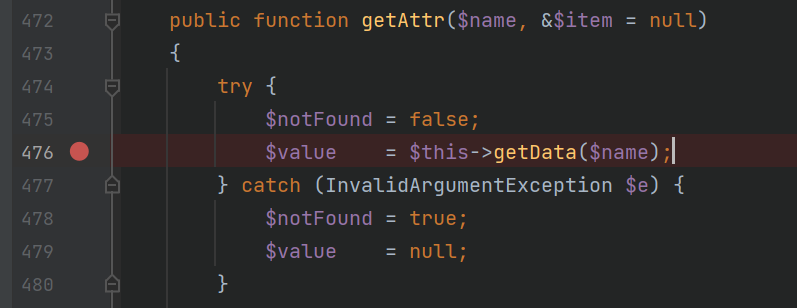 472 public function getAttr($name, &$item = null)
473 {
474 try {
475 $notFound = false;
476 $value = $this->getData($name);
477 } catch (InvalidArgumentException $e) {
478 $notFound = true;
479 $value = null;
480 }